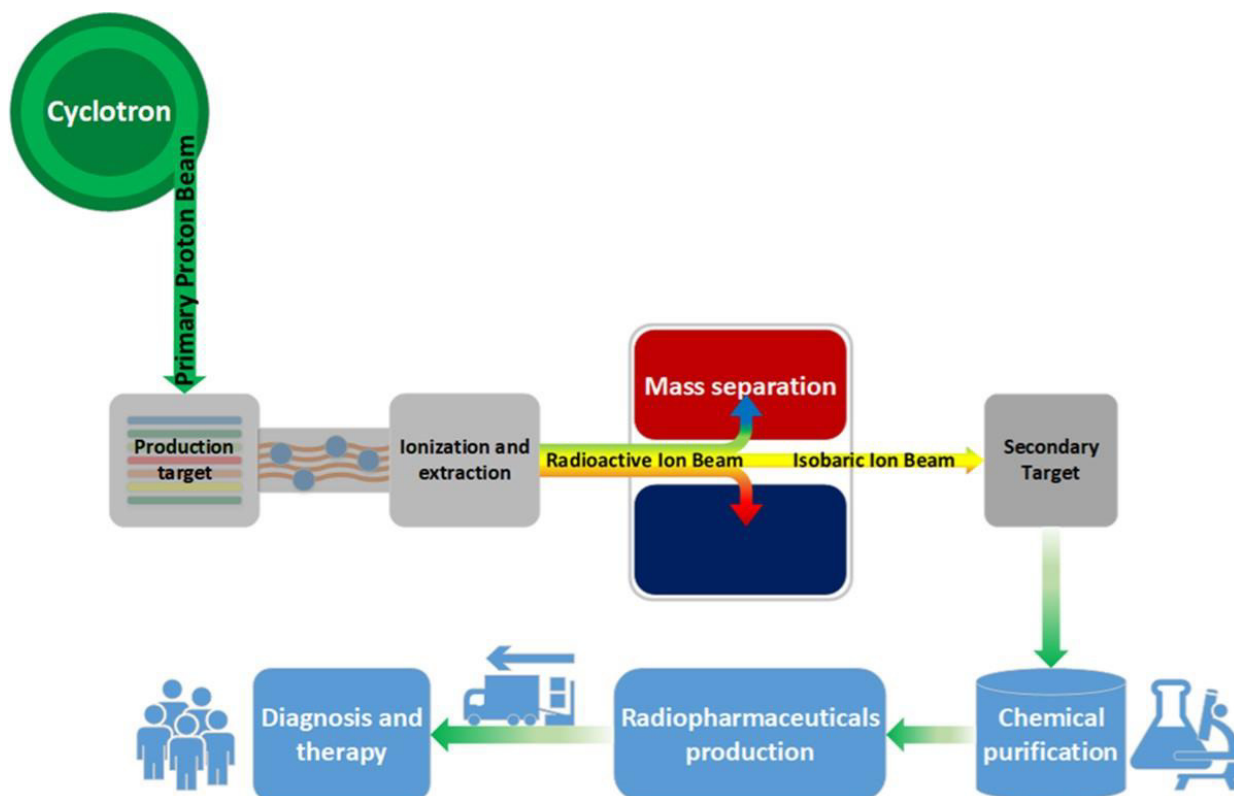 Cyclotron
Primary Proton Beam
Production
target
Ionization and
extraction
Mass separation
Radioactive Ion Beam
Isobaric Ion Beam
Secondary
Target
Diagnosis and
therapy
Radiopharmaceuticals
production
Chemical
purification